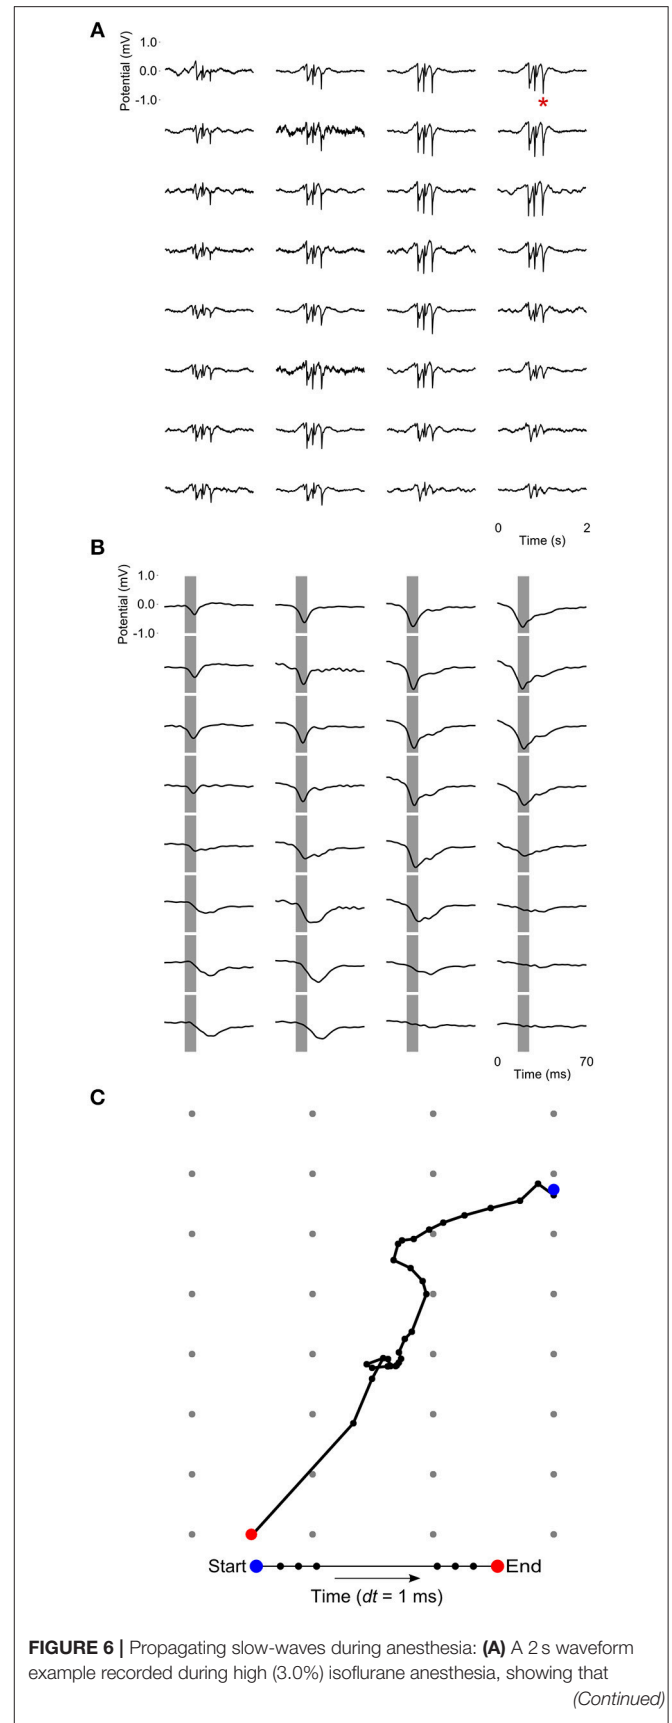 A
Potential (mV)
1.0
0.0
-1.0
*
0
2
Time (s)
B
Potential (mV)
1.0
0.0
-1.0
0
70
Time (ms)
C
Start
End
Time (dt = 1 ms)
FIGURE 6 | Propagating slow-waves during anesthesia: (A) A 2 s waveform
example recorded during high (3.0%) isoflurane anesthesia, showing that
(Continued)